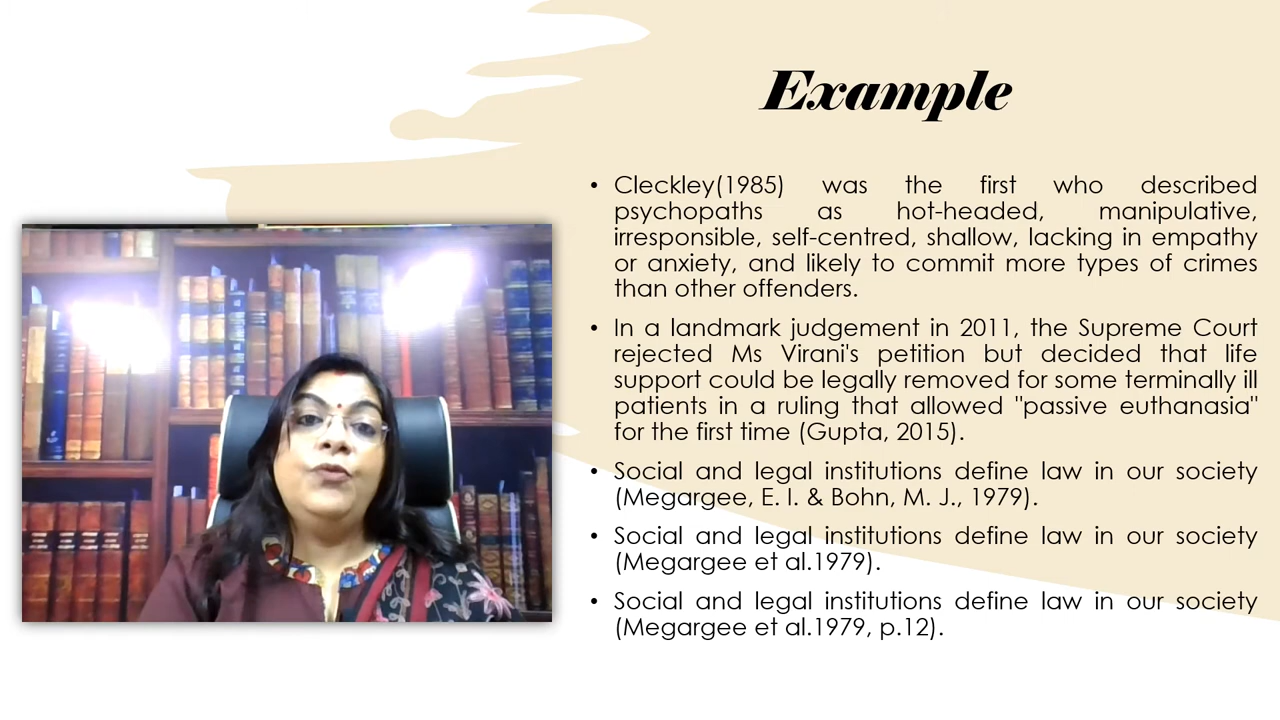 Example
• Cleckley(1985) was the first who described
psychopaths as hot-headed, manipulative,
irresponsible, self-centred, shallow, lacking in empathy
or anxiety, and likely to commit more types of crimes
than other offenders.
• In a landmark judgement in 2011, the Supreme Court
rejected Ms Virani's petition but decided that life
support could be legally removed for some terminally ill
patients in a ruling that allowed "passive euthanasia"
for the first time (Gupta, 2015).
• Social and legal institutions define law in our society
(Megargee, E. I. & Bohn, M. J., 1979).
• Social and legal institutions define law in our society
(Megargee et al.1979).
• Social and legal institutions define law in our society
(Megargee et al.1979, p.12).